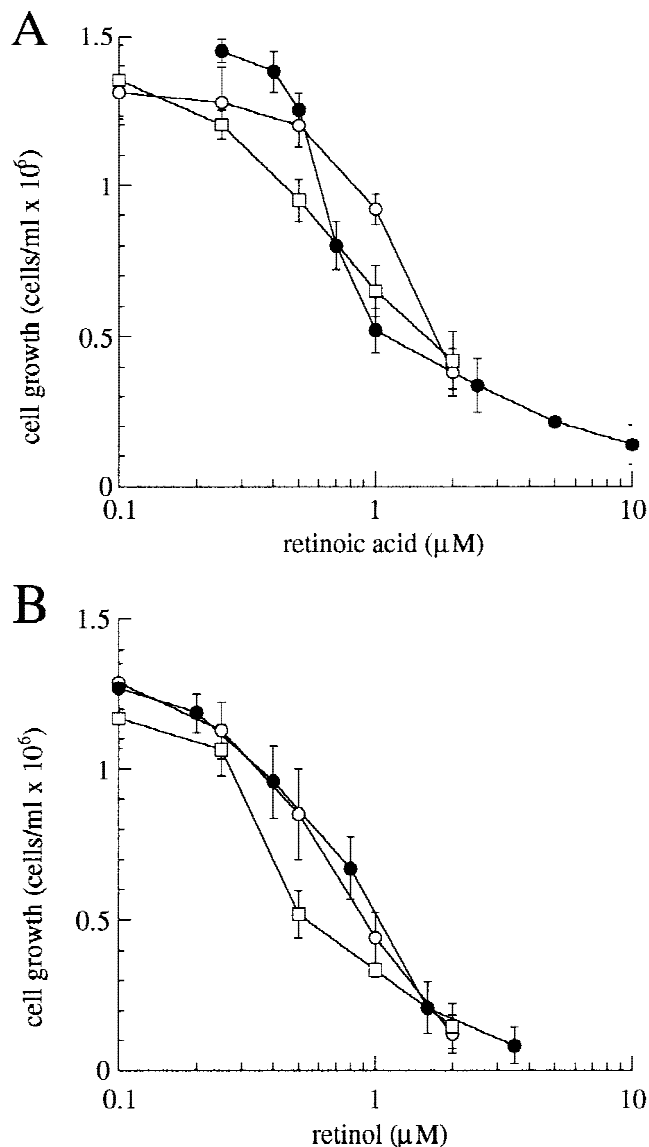 A
1.5
1
0.5
0
cell growth (cells/ml x 10⁶)
0.1 1 10
retinoic acid (μM)
B
1.5
1
0.5
0
cell growth (cells/ml x 10⁶)
0.1 1 10
retinol (μM)